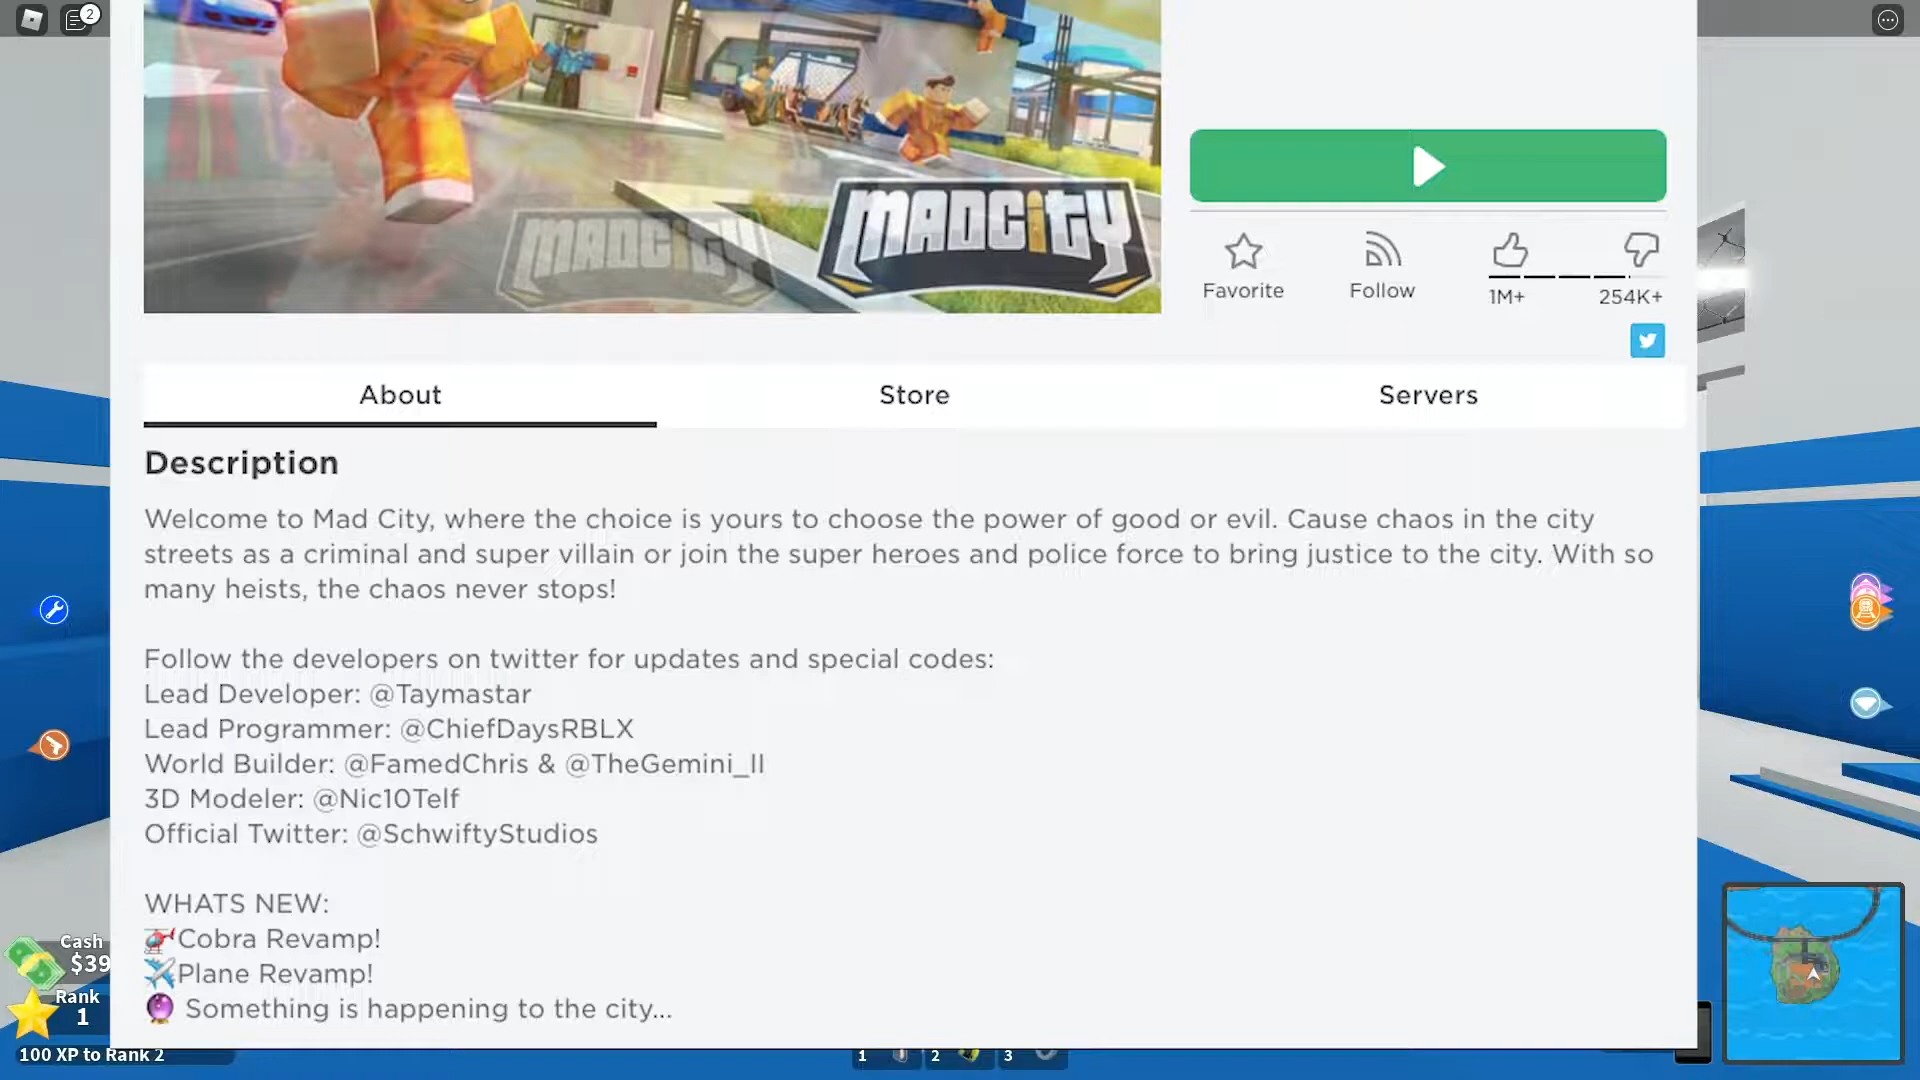 2
MADCITY
MADCITY
Favorite
Follow
1M+
254K+
About
Store
Servers
Description
Welcome to Mad City, where the choice is yours to choose the power of good or evil. Cause chaos in the city
streets as a criminal and super villain or join the super heroes and police force to bring justice to the city. With so
many heists, the chaos never stops!
Follow the developers on twitter for updates and special codes:
Lead Developer: @Taymastar
Lead Programmer: @ChiefDaysRBLX
World Builder: @FamedChris & @TheGemini_II
3D Modeler: @Nic10Telf
Official Twitter: @SchwiftyStudios
WHATS NEW:
🚁Cobra Revamp!
✈️Plane Revamp!
🔮 Something is happening to the city...
Cash
$39
Rank
1
100 XP to Rank 2
1
2
3